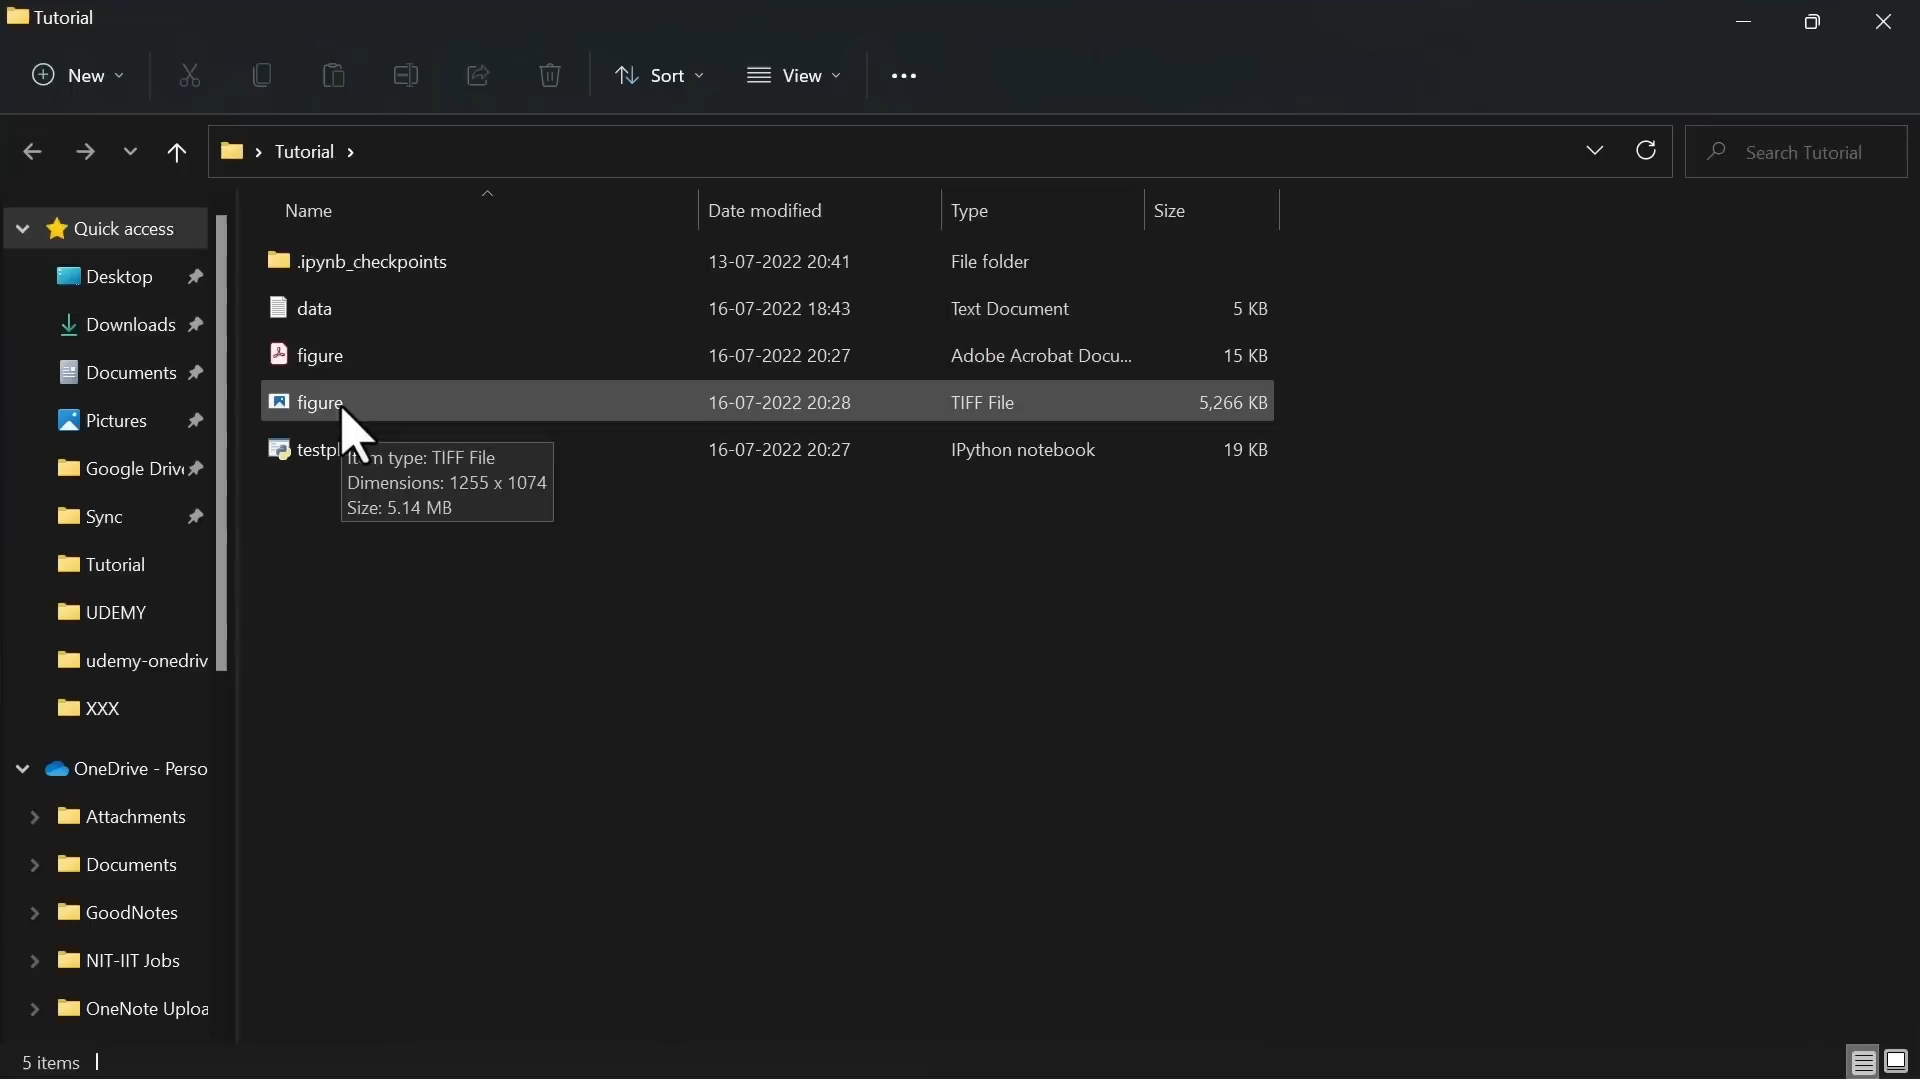 Tutorial
New
Sort
View
Tutorial
Search Tutorial
Name Date modified Type Size
Quick access
Desktop
Downloads
Documents
Pictures
Google Drive
Sync
Tutorial
UDEMY
udemy-onedriv
XXX
OneDrive - Perso
Attachments
Documents
GoodNotes
NIT-IIT Jobs
OneNote Uploa
.ipynb_checkpoints 13-07-2022 20:41 File folder
data 16-07-2022 18:43 Text Document 5 KB
figure 16-07-2022 20:27 Adobe Acrobat Docu... 15 KB
figure 16-07-2022 20:28 TIFF File 5,266 KB
16-07-2022 20:27 IPython notebook 19 KB
Item type: TIFF File
Dimensions: 1255 x 1074
Size: 5.14 MB
5 items